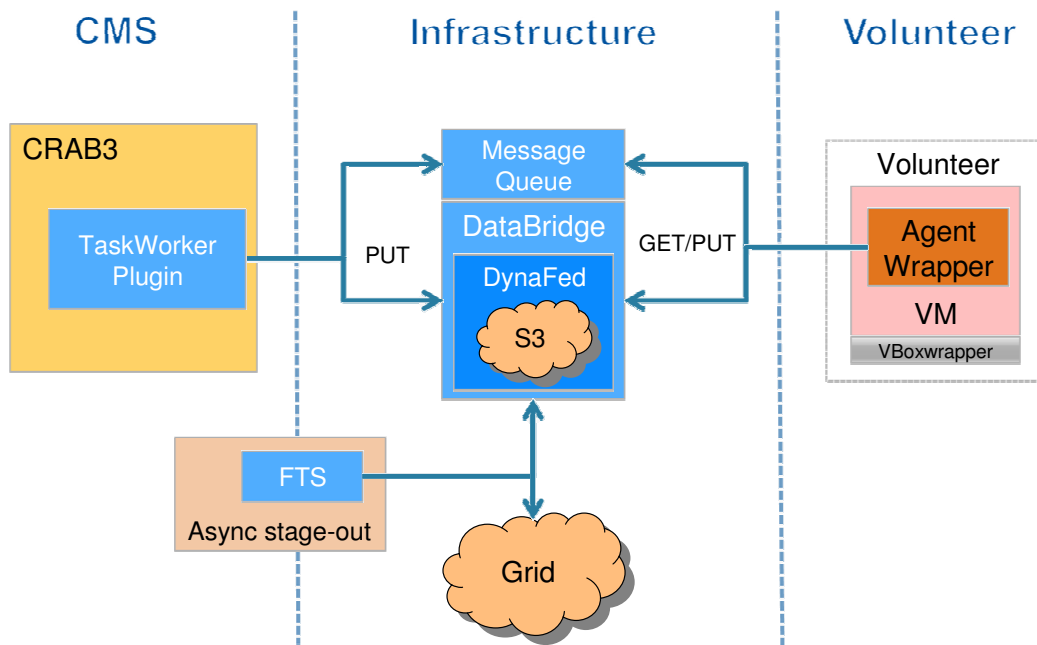 CMS
Infrastructure
Volunteer
CRAB3
TaskWorker
Plugin
PUT
Message
Queue
DataBridge
DynaFed
S3
GET/PUT
Volunteer
Agent
Wrapper
VM
VBoxwrapper
FTS
Async stage-out
Grid